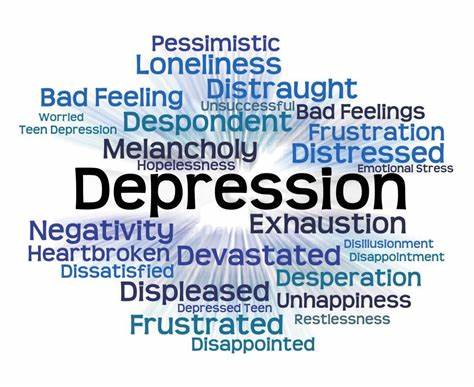 Pessimistic
Loneliness
Bad Feeling
Distraught
Unsuccessful
Bad Feelings
Worried
Despondent
Teen Depression
Frustration
Melancholy
Distressed
Hopelessness
Emotional Stress
Depression
Exhaustion
Negativity
Disillusionment
Heartbroken
Devastated
Disappointment
Dissatisfied
Desperation
Displeased
Unhappiness
Depressed Teen
Frustrated
Restlessness
Disappointed